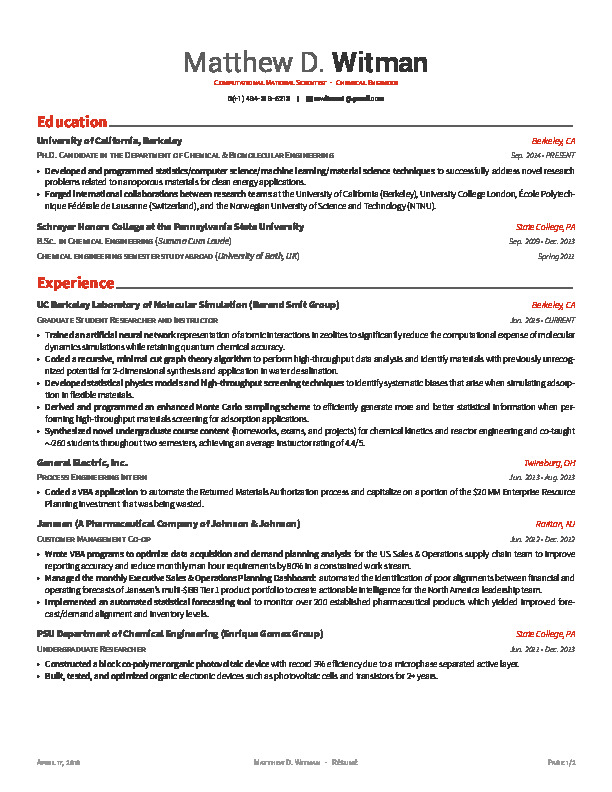 Matthew D. Witman
Computational Material Scientist · Chemical Engineer
Education
University of California, Berkeley Berkeley, CA
Ph.D. Candidate in the Department of Chemical & Biomolecular Engineering Sep. 2014 - PRESENT
• Developed and programmed statistics/computer science/machine learning/material science techniques to successfully address novel research
problems related to nanoporous materials for clean energy applications.
• Forged international collaborations between research teams at the University of California (Berkeley), University College London, École Polytech-
nique Fédérale de Lausanne (Switzerland), and the Norwegian University of Science and Technology (NTNU).
Schreyer Honors College at the Pennsylvania State University State College, PA
B.Sc. in Chemical Engineering (Summa Cum Laude) Sep. 2009 - Dec. 2013
Chemical engineering semester study abroad (University of Bath, UK) Spring 2011
Experience
UC Berkeley Laboratory of Molecular Simulation (Berend Smit Group) Berkeley, CA
Graduate Student Researcher and Instructor Jan. 2015 - CURRENT
• Trained an artificial neural network representation of atomic interactions in zeolites to significantly reduce the computational expense of molecular
dynamics simulations while retaining quantum chemical accuracy.
• Coded a recursive, minimal cut graph theory algorithm to perform high-throughput data analysis and identify materials with previously unrecog-
nized potential for 2-dimensional synthesis and application in water desalination.
• Developed statistical physics models and high-throughput screening techniques to identify systematic biases that arise when simulating adsorp-
tion in flexible materials.
• Derived and programmed an enhanced Monte Carlo sampling scheme to efficiently generate more and better statistical information when per-
forming high-throughput materials screening for adsorption applications.
• Synthesized novel undergraduate course content (homeworks, exams, and projects) for chemical kinetics and reactor engineering and co-taught
~260 students throughout two semesters, achieving an average instructor rating of 4.4/5.
General Electric, Inc. Twinsburg, OH
Process Engineering Intern Jun. 2013 - Aug. 2013
• Coded a VBA application to automate the Returned Materials Authorization process and capitalize on a portion of the $20 MM Enterprise Resource
Planning investment that was being wasted.
Janssen (A Pharmaceutical Company of Johnson & Johnson) Raritan, NJ
Customer Management Co-op Jun. 2012 - Dec. 2012
• Wrote VBA programs to optimize data acquisition and demand planning analysis for the US Sales & Operations supply chain team to improve
reporting accuracy and reduce monthly man hour requirements by 80% in a constrained work stream.
• Managed the monthly Executive Sales & Operations Planning Dashboard: automated the identification of poor alignments between financial and
operating forecasts of Janssen's multi-$BB Tier 1 product portfolio to create actionable intelligence for the North America leadership team.
• Implemented an automated statistical forecasting tool to monitor over 200 established pharmaceutical products which yielded improved fore-
cast/demand alignment and inventory levels.
PSU Department of Chemical Engineering (Enrique Gomez Group) State College, PA
Undergraduate Researcher Jan. 2011 - Dec. 2013
• Constructed a block co-polymer organic photovoltaic device with record 3% efficiency due to a microphase separated active layer.
• Built, tested, and optimized organic electronic devices such as photovoltaic cells and transistors for 2+ years.
April 17, 2018 Matthew D. Witman · Résumé Page 1/2